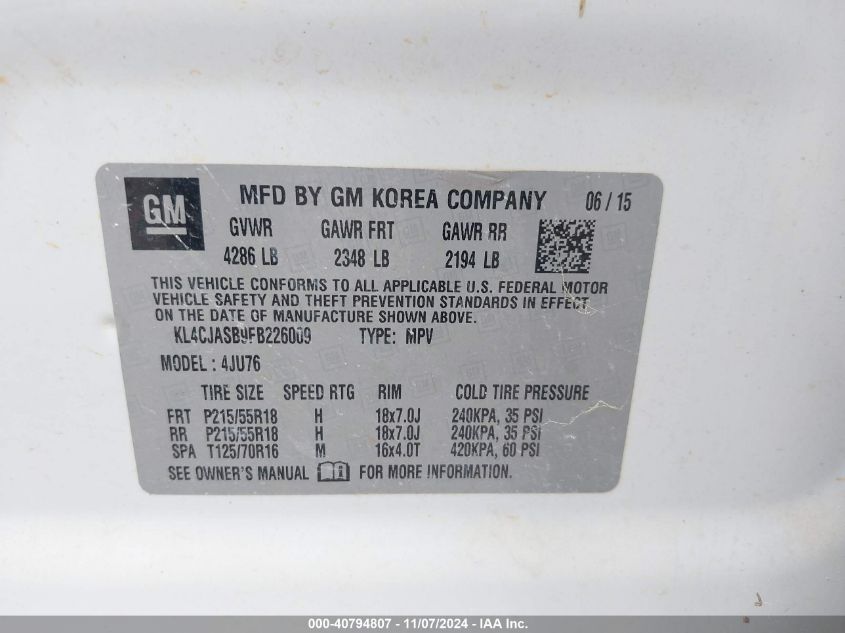 GM MFD BY GM KOREA COMPANY 06 / 15
GVWR GAWR FRT GAWR RR
4286 LB 2348 LB 2194 LB
THIS VEHICLE CONFORMS TO ALL APPLICABLE U.S. FEDERAL MOTOR
VEHICLE SAFETY AND THEFT PREVENTION STANDARDS IN EFFECT
ON THE DATE OF MANUFACTURE SHOWN ABOVE.
KL4CJASB9FB226009 TYPE: MPV
MODEL : 4JU76
TIRE SIZE SPEED RTG RIM COLD TIRE PRESSURE
FRT P215/55R18 H 18x7.0J 240KPA, 35 PSI
RR P215/55R18 H 18x7.0J 240KPA, 35 PSI
SPA T125/70R16 M 16x4.0T 420KPA, 60 PSI
SEE OWNER'S MANUAL FOR MORE INFORMATION.
000-40794807 - 11/07/2024 - IAA Inc.